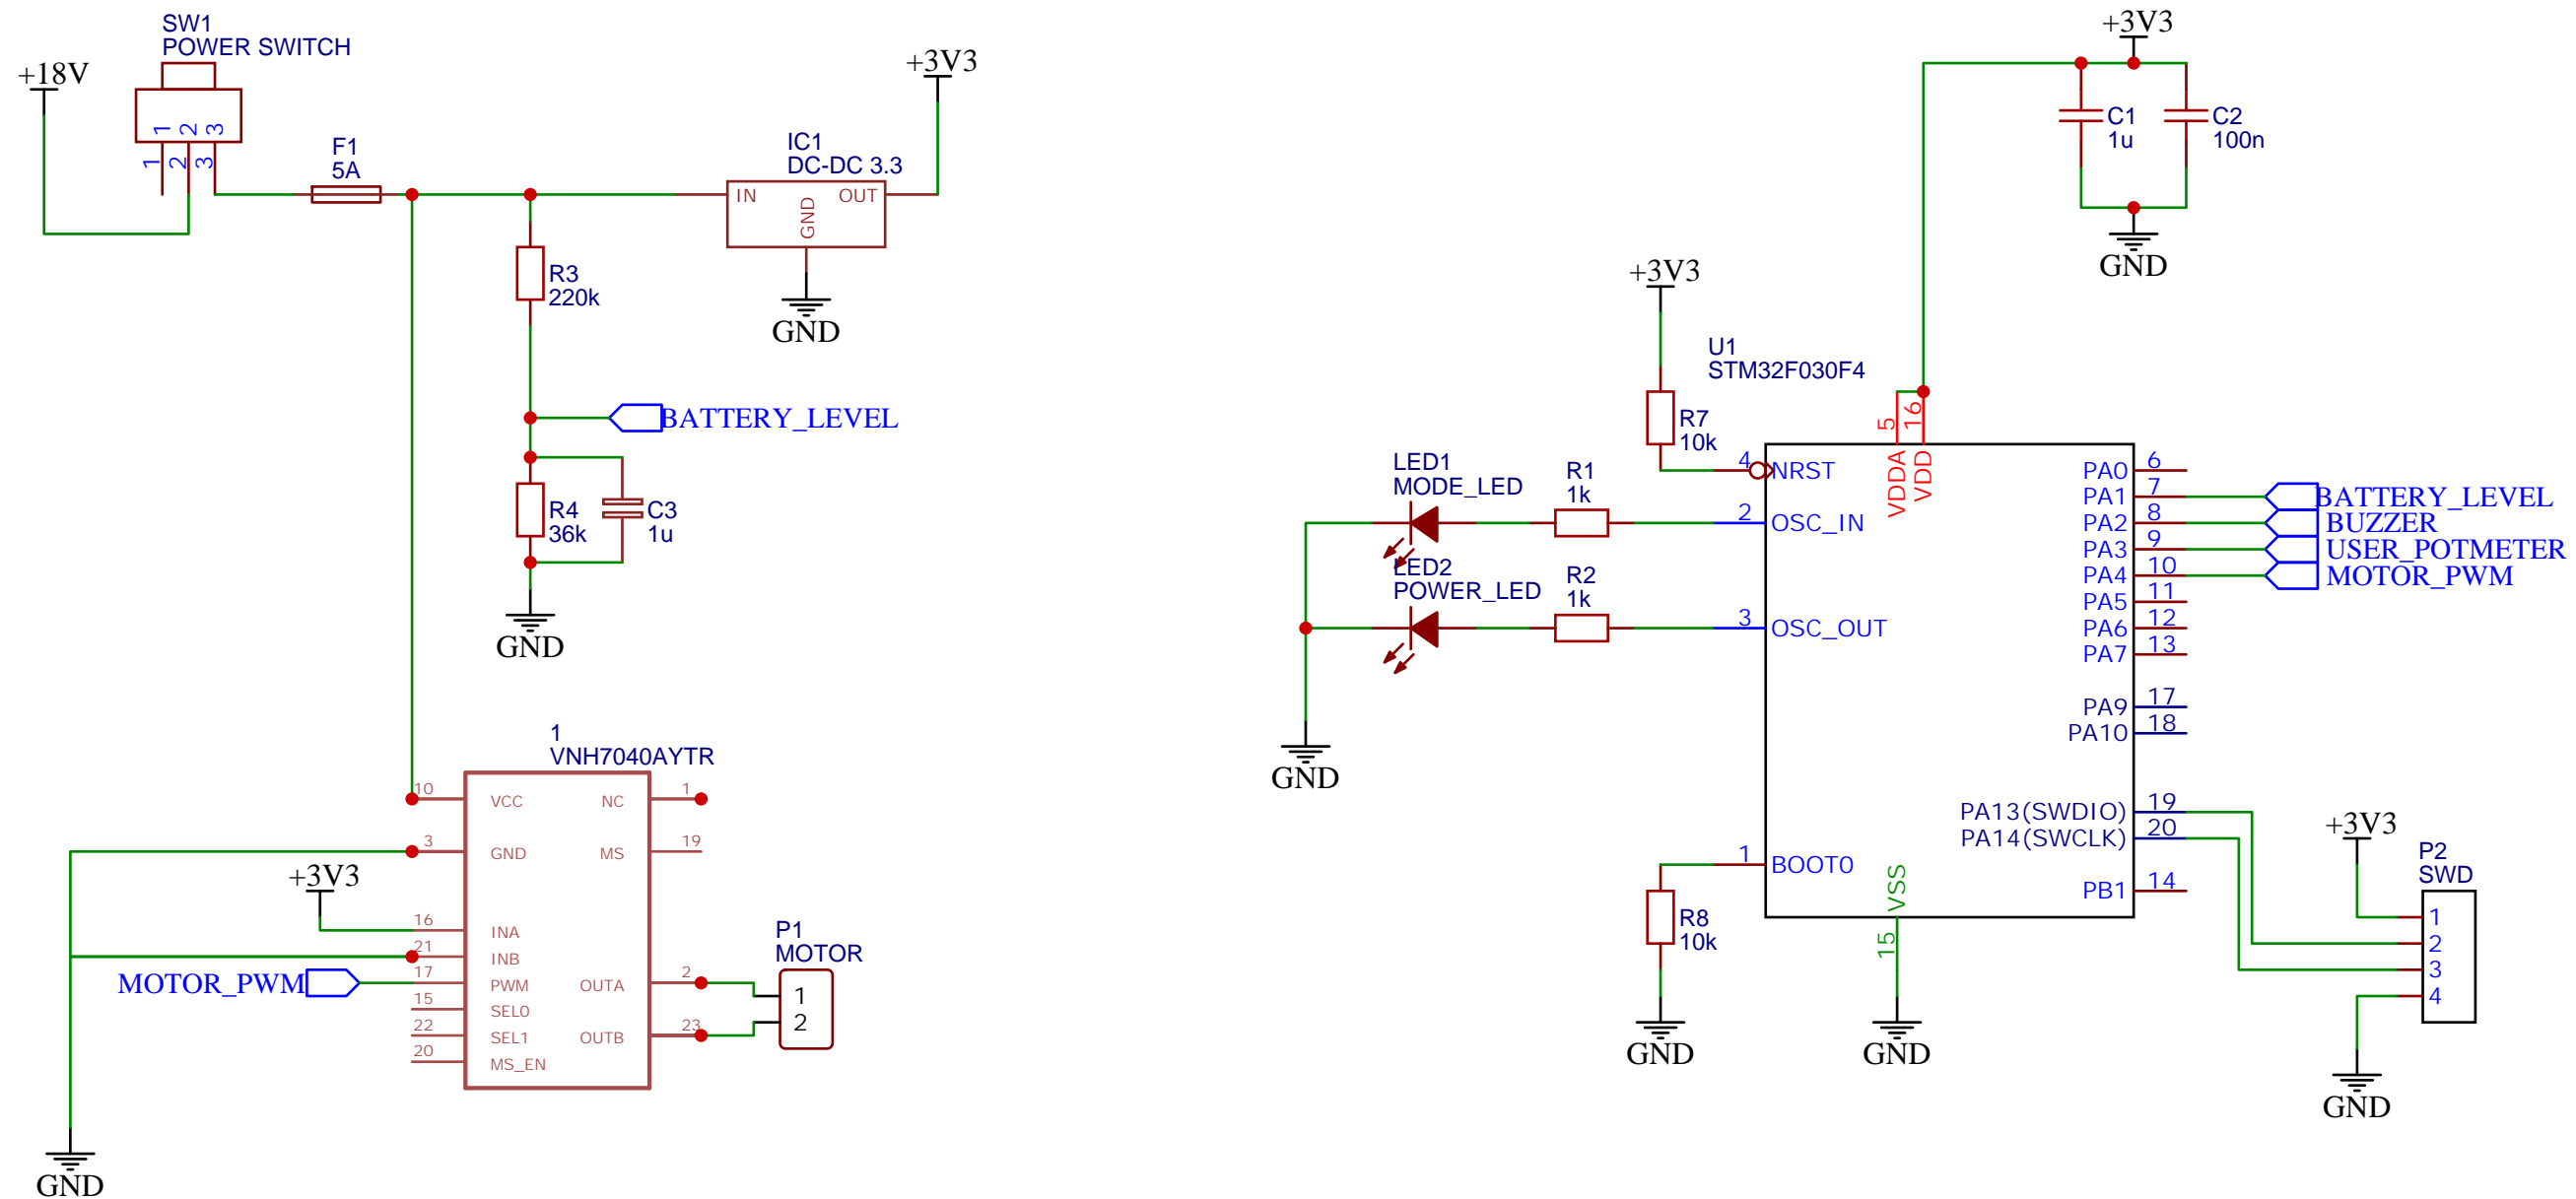 SW1
POWER SWITCH
+18V
1 2 3
1 2 3
F1
5A
IC1
DC-DC 3.3
IN
OUT
GND
+3V3
GND
R3
220k
BATTERY_LEVEL
R4
36k
C3
1u
GND
1
VNH7040AYTR
10 VCC
3 GND
+3V3
16 INA
21 INB
MOTOR_PWM
17 PWM
15 SEL0
22 SEL1
20 MS_EN
NC 1
MS 19
OUTA 2
OUTB 23
P1
MOTOR
1
2
GND
+3V3
C1
1u
C2
100n
GND
+3V3
R7
10k
U1
STM32F030F4
5 16
VDDA
VDD
4 NRST
LED1
MODE_LED
R1
1k
2 OSC_IN
LED2
POWER_LED
R2
1k
3 OSC_OUT
GND
1 BOOT0
R8
10k
GND
VSS
15
GND
PA0 6
PA1 7 BATTERY_LEVEL
PA2 8 BUZZER
PA3 9 USER_POTMETER
PA4 10 MOTOR_PWM
PA5 11
PA6 12
PA7 13
PA9 17
PA10 18
PA13(SWDIO) 19
PA14(SWCLK) 20
PB1 14
+3V3
P2
SWD
1
2
3
4
GND